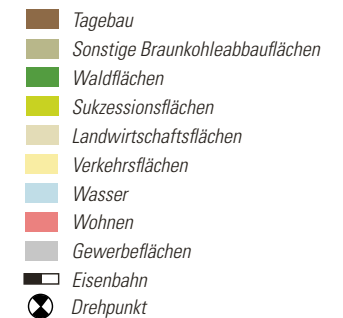 Tagebau
Sonstige Braunkohleabbauflächen
Waldflächen
Sukzessionsflächen
Landwirtschaftsflächen
Verkehrsflächen
Wasser
Wohnen
Gewerbeflächen
Eisenbahn
Drehpunkt